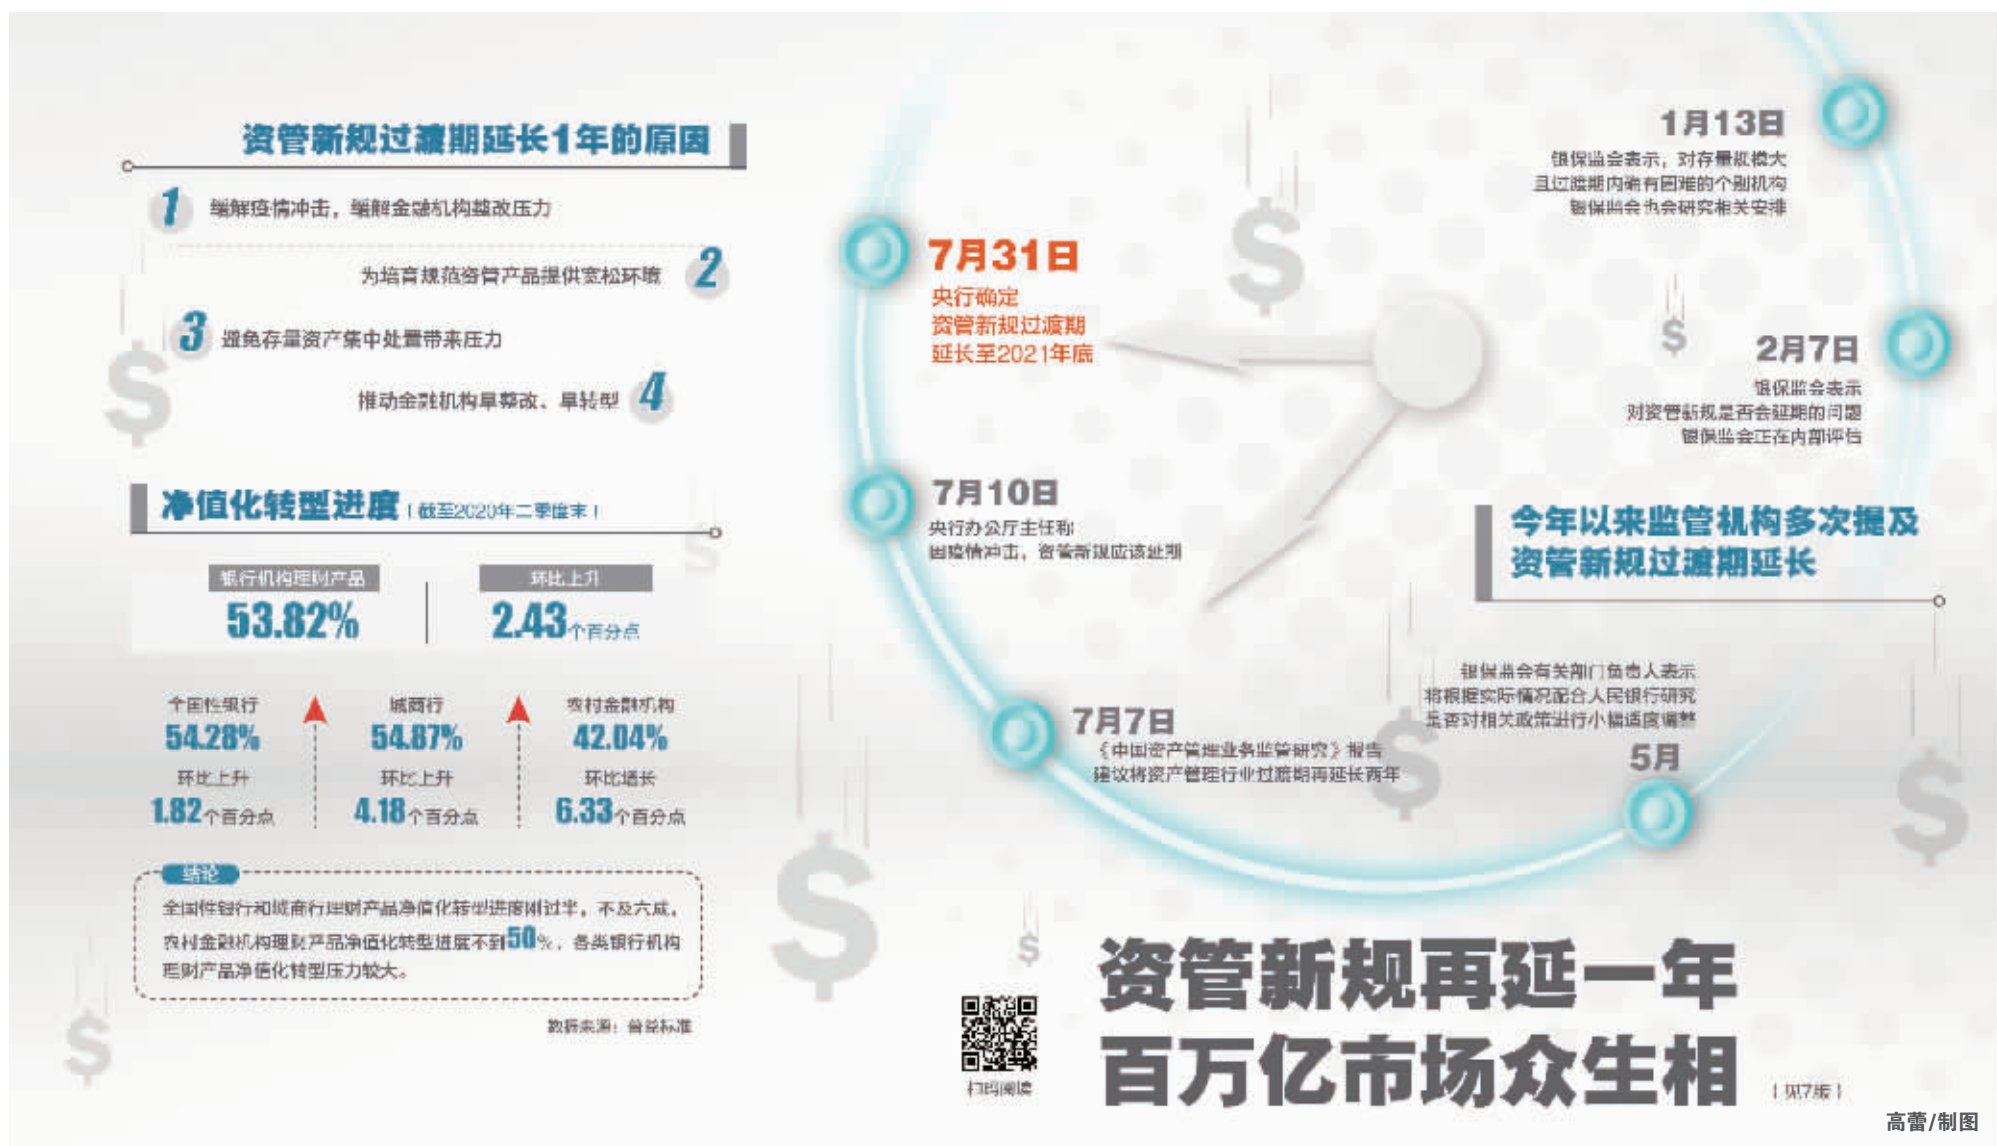 资管新规过渡期延长1年的原因
1 缓解疫情冲击，缓解金融机构整改压力
为培育规范资管产品提供宽松环境 2
3 避免存量资产集中处置带来压力
推动金融机构早整改、早转型 4
净值化转型进度（截至2020年二季度末）
银行机构理财产品
53.82%
环比上升
2.43个百分点
全国性银行
54.28%
环比上升
1.82个百分点
城商行
54.87%
环比上升
4.18个百分点
农村金融机构
42.04%
环比增长
6.33个百分点
结论
全国性银行和城商行理财产品净值化转型进度刚过半，不及六成，
农村金融机构理财产品净值化转型进度不到50%，各类银行机构
理财产品净值化转型压力较大。
数据来源：普益标准
1月13日
银保监会表示，对存量规模大
且过渡期内确有困难的个别机构
银保监会也会研究相关安排
2月7日
银保监会表示
对资管新规是否会延期的问题
银保监会正在内部评估
今年以来监管机构多次提及
资管新规过渡期延长
银保监会有关部门负责人表示
将根据实际情况配合人民银行研究
是否对相关政策进行小幅适度调整
5月
7月7日
《中国资产管理业务监管研究》报告
建议将资产管理行业过渡期再延长两年
7月10日
央行办公厅主任称
因疫情冲击，资管新规应该延期
7月31日
央行确定
资管新规过渡期
延长至2021年底
扫码阅读
资管新规再延一年
百万亿市场众生相
（见7版）
高蕾/制图